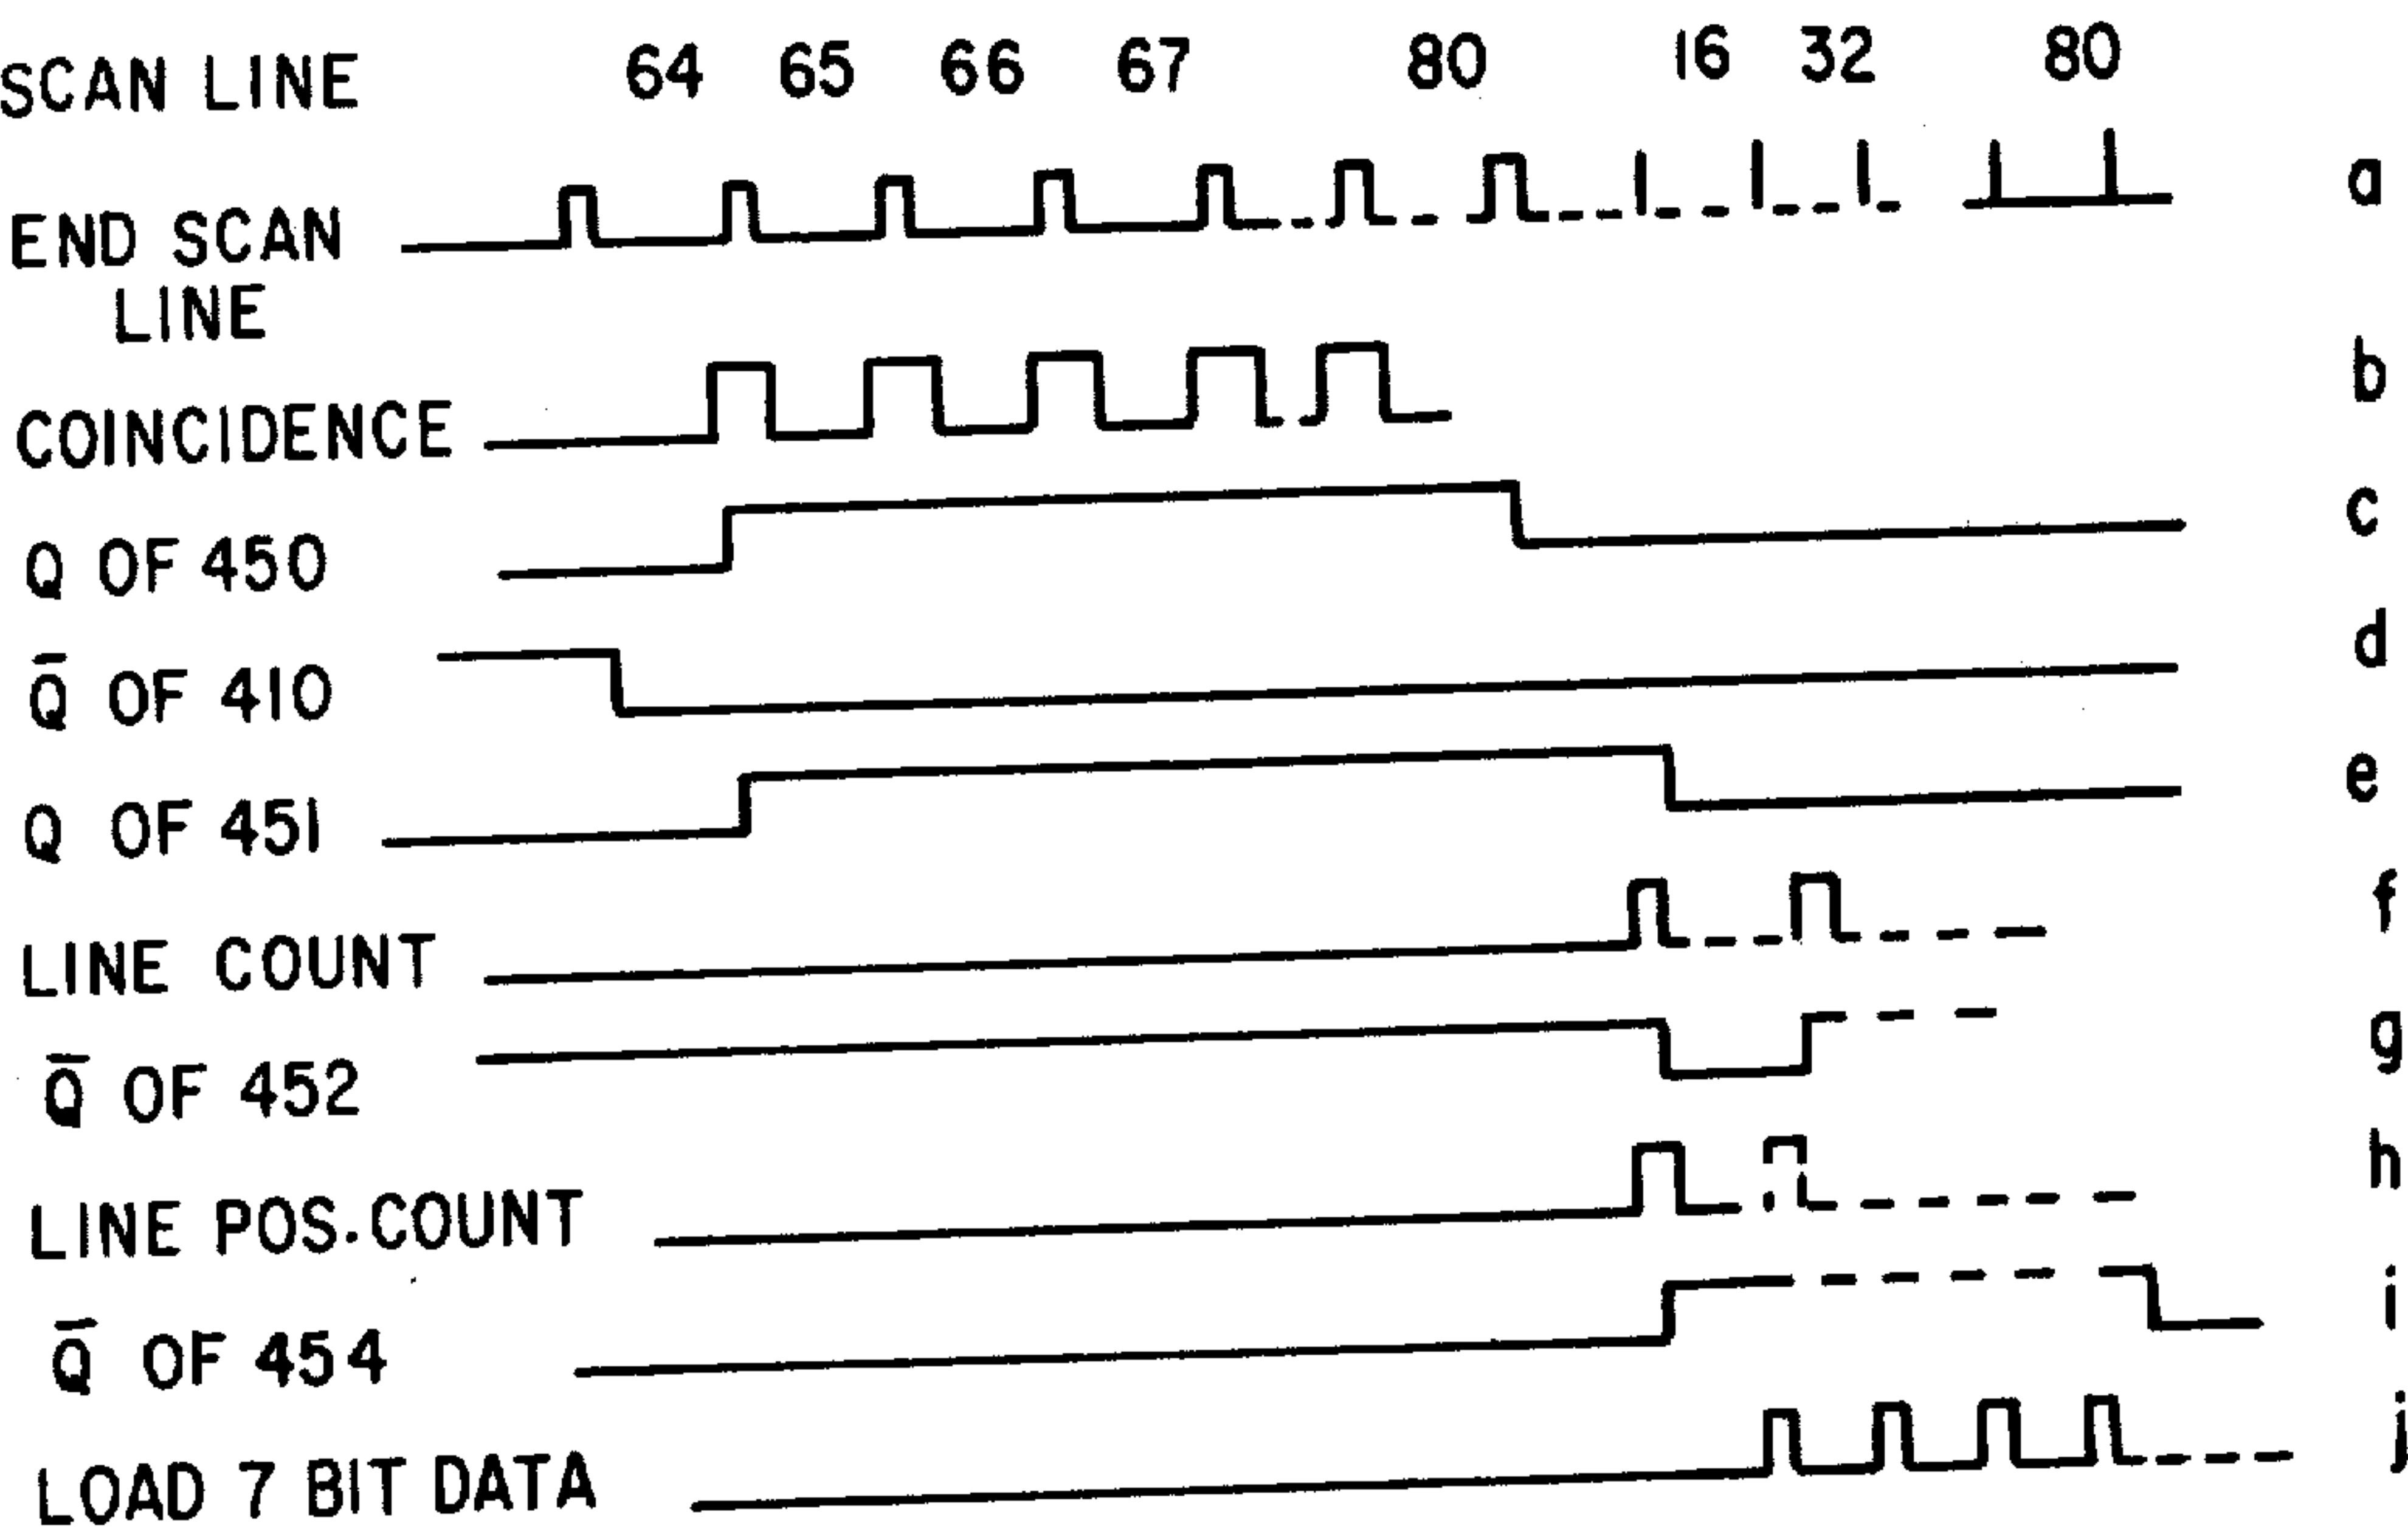 SCAN LINE 64 65 66 67 80 16 32 80
END SCAN LINE a
COINCIDENCE b
Q OF 450 c
Q̅ OF 410 d
Q OF 451 e
LINE COUNT f
Q̅ OF 452 g
LINE POS. COUNT h
Q̅ OF 454 i
LOAD 7 BIT DATA j